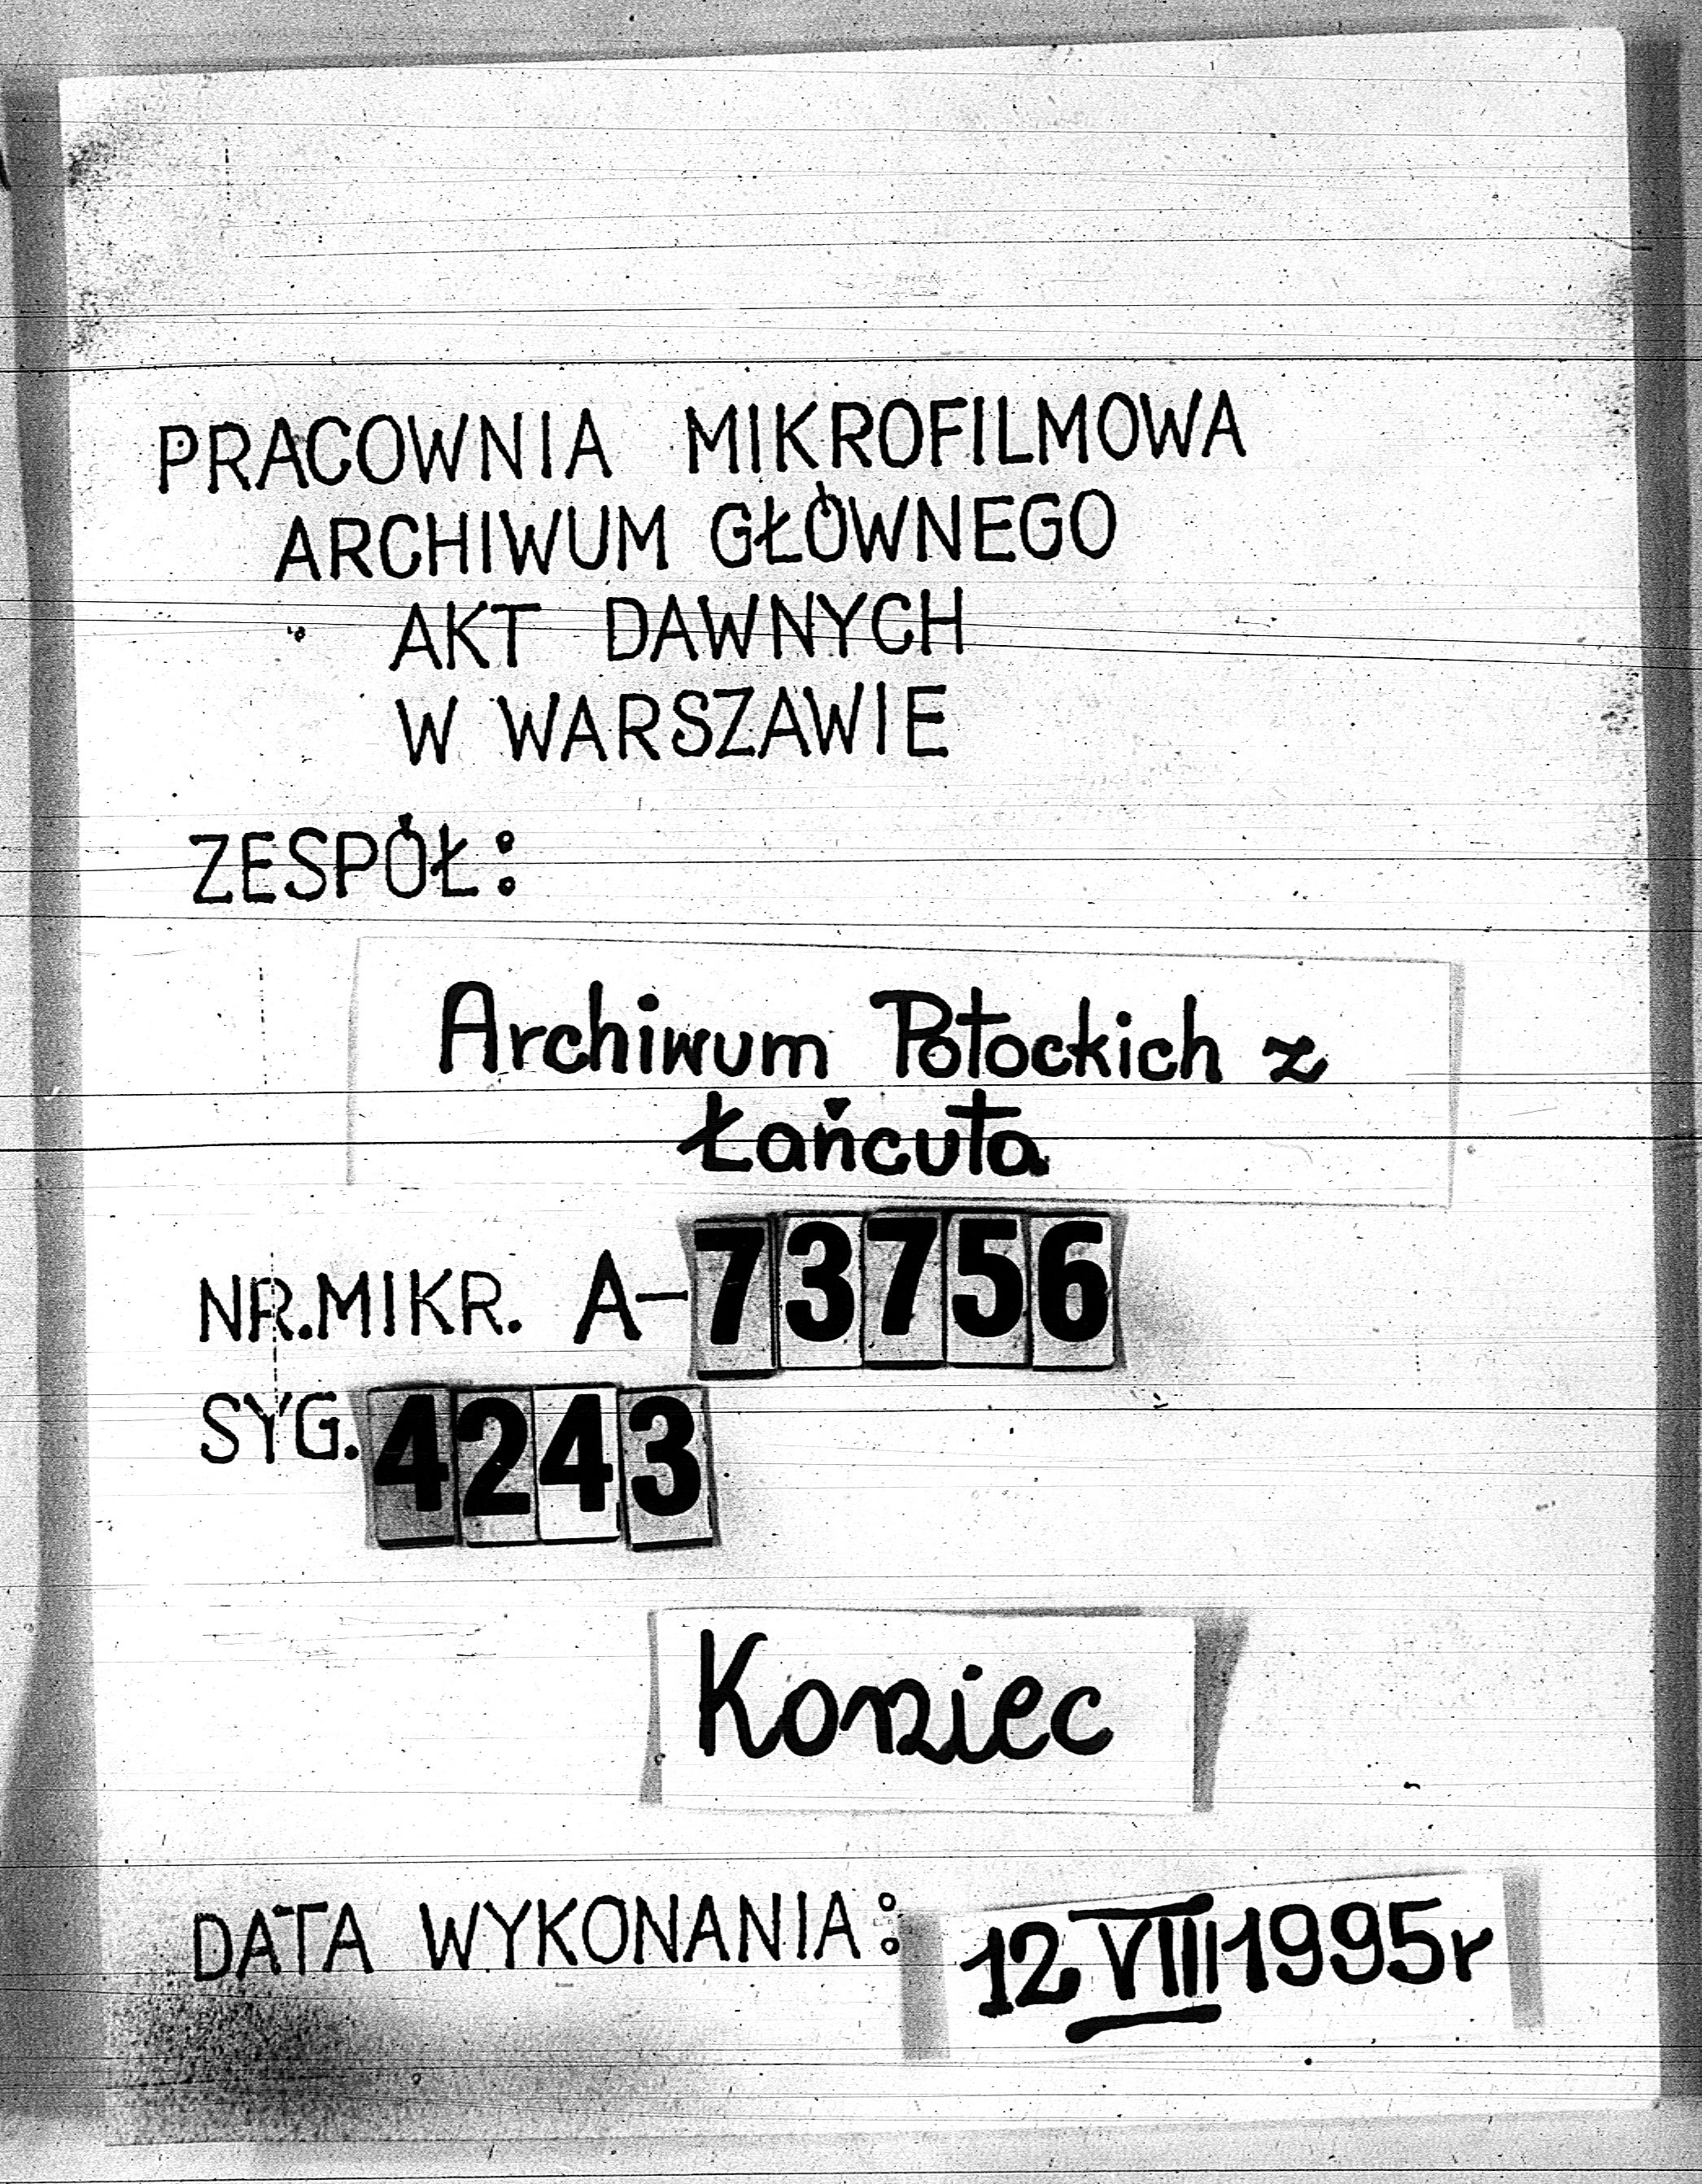 PRACOWNIA MIKROFILMOWA
ARCHIWUM GŁÓWNEGO
AKT DAWNYCH
W WARSZAWIE
ZESPÓŁ:
Archiwum Potockich z
Łańcuta
NR.MIKR. A-73756
SYG. 4243
Koniec
DATA WYKONANIA: 12 VIII 1995r